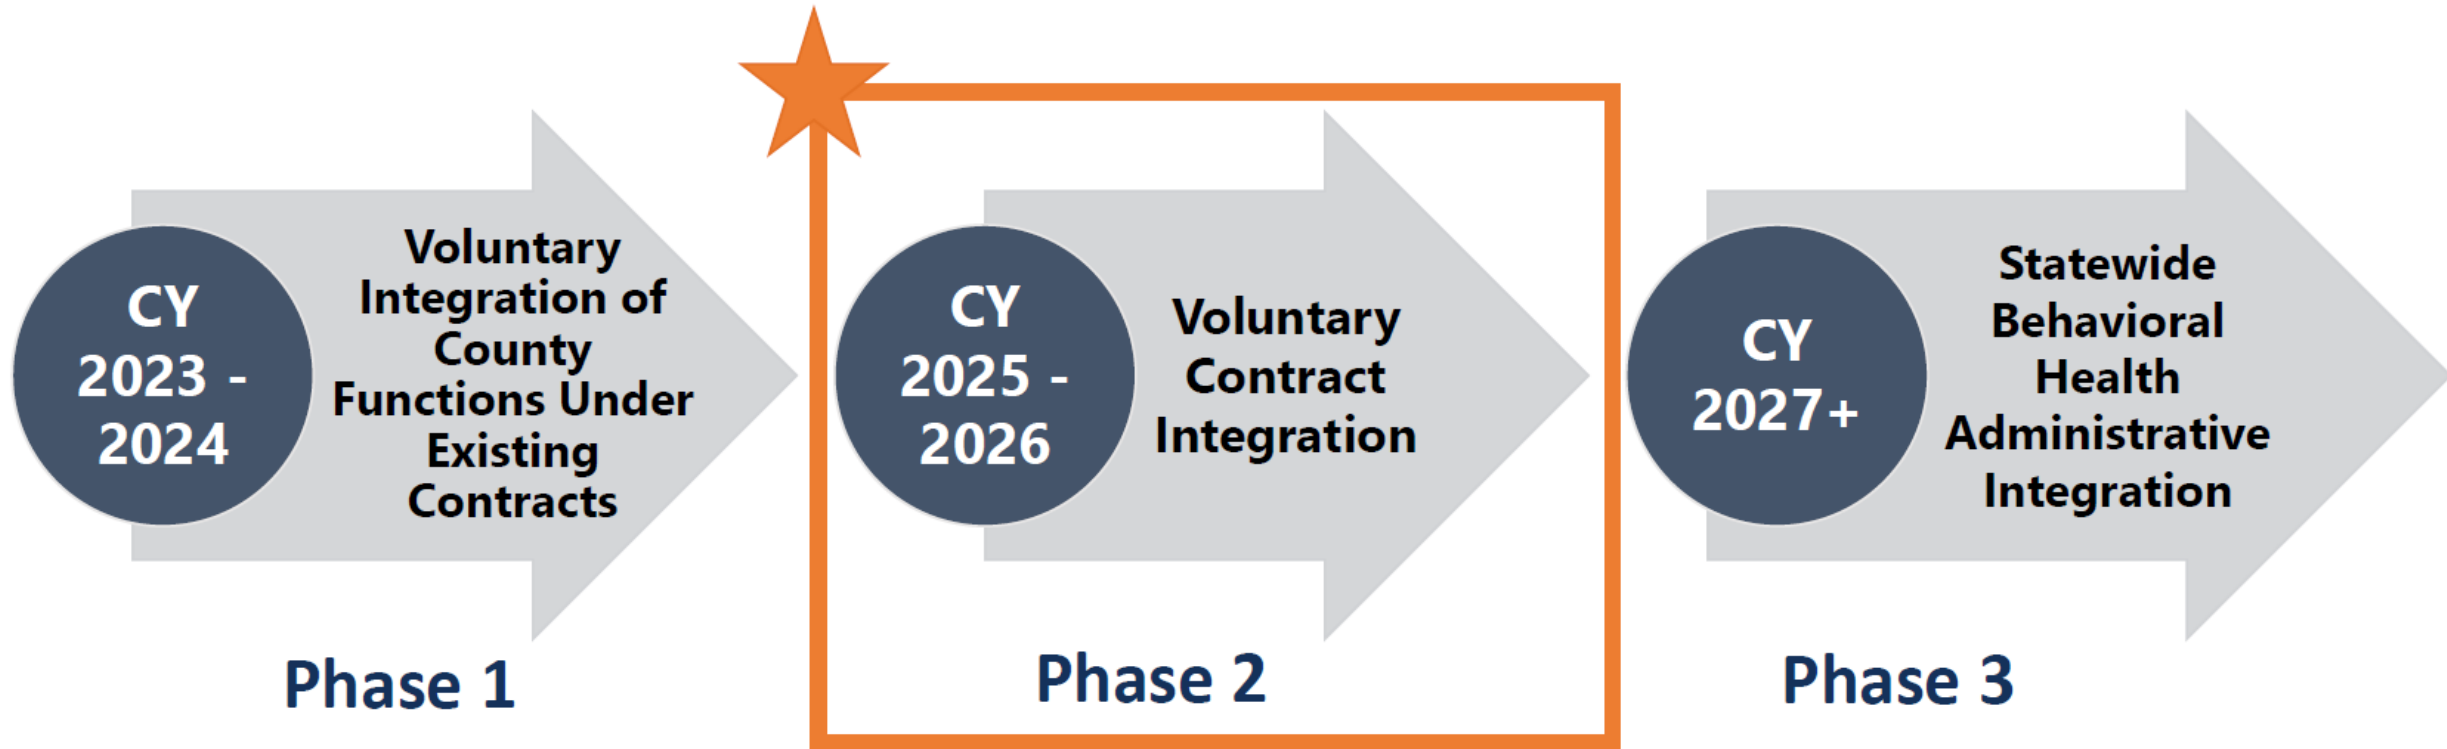 CY
2023 -
2024
Voluntary
Integration of
County
Functions Under
Existing
Contracts
Phase 1
CY
2025 -
2026
Voluntary
Contract
Integration
Phase 2
CY
2027+
Statewide
Behavioral
Health
Administrative
Integration
Phase 3